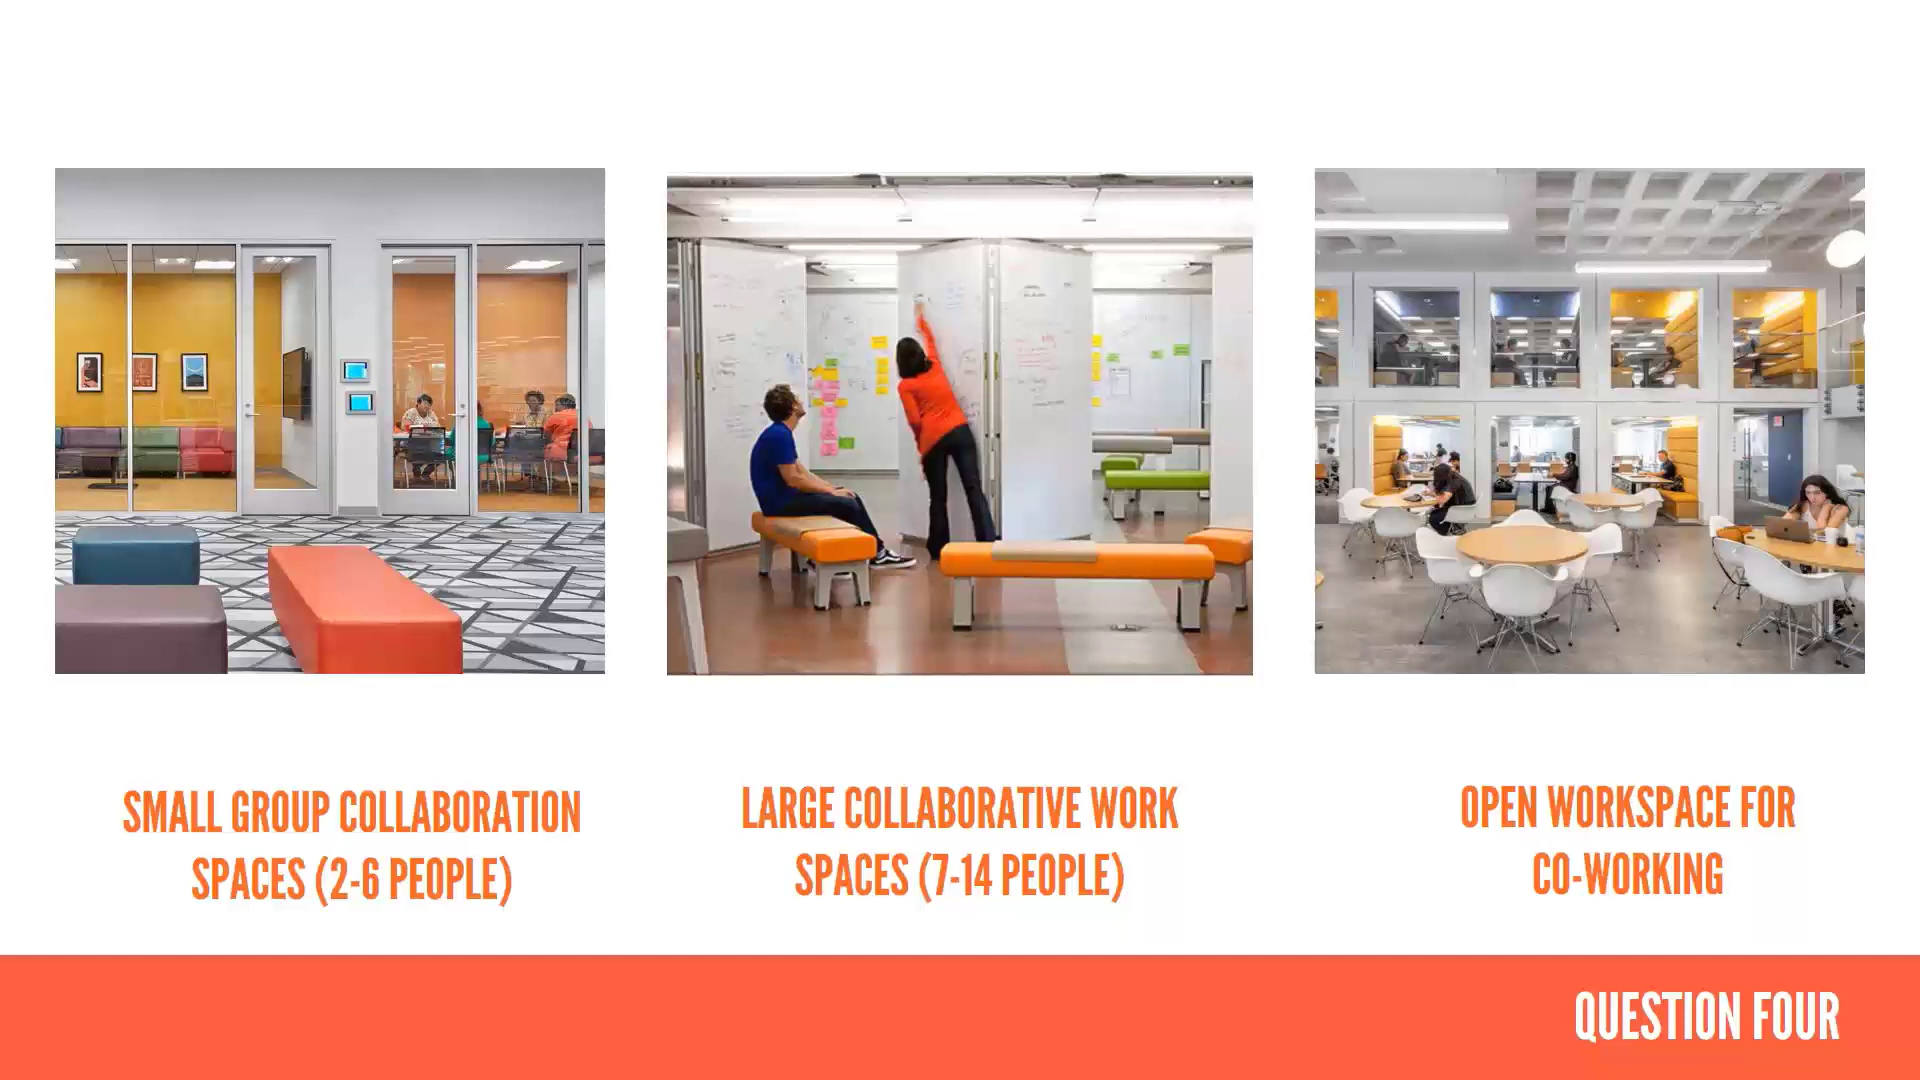 SMALL GROUP COLLABORATION
SPACES (2-6 PEOPLE)
LARGE COLLABORATIVE WORK
SPACES (7-14 PEOPLE)
OPEN WORKSPACE FOR
CO-WORKING
QUESTION FOUR